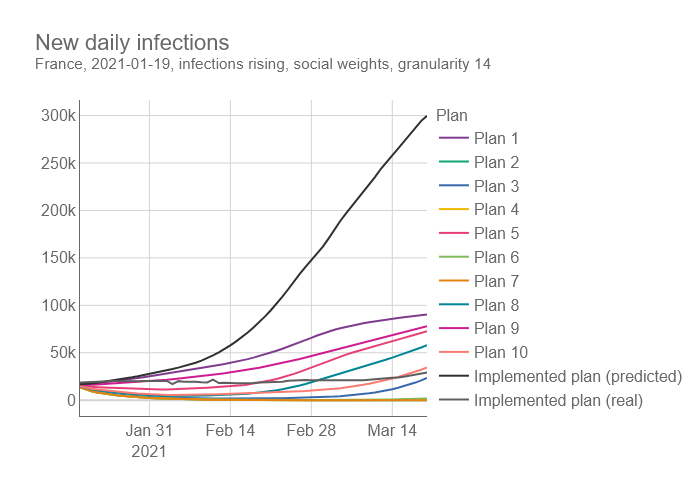 New daily infections
France, 2021-01-19, infections rising, social weights, granularity 14
300k
250k
200k
150k
100k
50k
0
Jan 31
2021
Feb 14
Feb 28
Mar 14
Plan
Plan 1
Plan 2
Plan 3
Plan 4
Plan 5
Plan 6
Plan 7
Plan 8
Plan 9
Plan 10
Implemented plan (predicted)
Implemented plan (real)